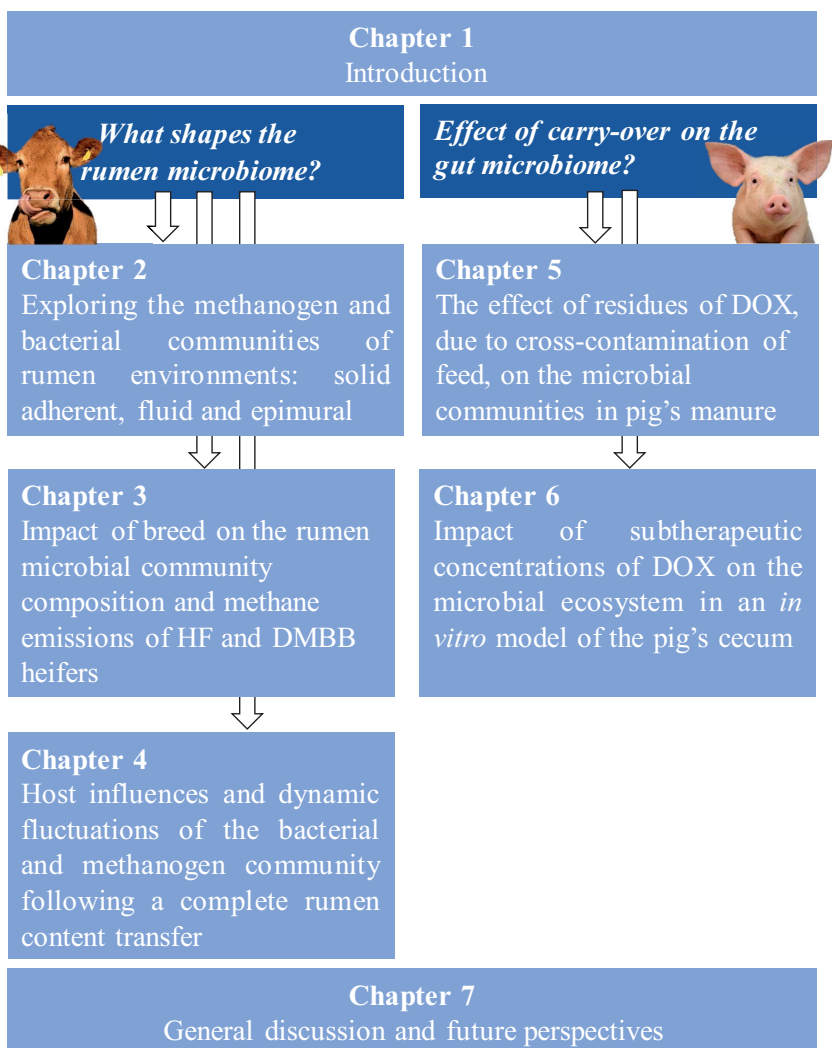 Chapter 1
Introduction
What shapes the
rumen microbiome?
Effect of carry-over on the
gut microbiome?
Chapter 2
Exploring the methanogen and
bacterial communities of
rumen environments: solid
adherent, fluid and epimural
Chapter 3
Impact of breed on the rumen
microbial community
composition and methane
emissions of HF and DMBB
heifers
Chapter 4
Host influences and dynamic
fluctuations of the bacterial
and methanogen community
following a complete rumen
content transfer
Chapter 5
The effect of residues of DOX,
due to cross-contamination of
feed, on the microbial
communities in pig's manure
Chapter 6
Impact of subtherapeutic
concentrations of DOX on the
microbial ecosystem in an in
vitro model of the pig's cecum
Chapter 7
General discussion and future perspectives